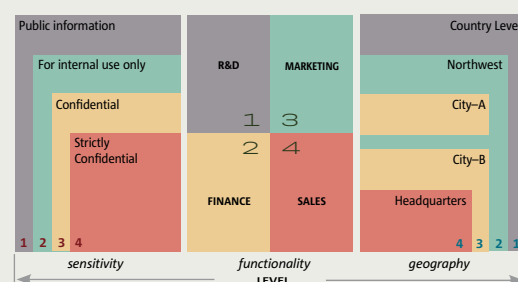 Public information
For internal use only
Confidential
Strictly
Confidential
1 2 3 4
R&D
MARKETING
1 3
2 4
FINANCE
SALES
Country Leve
Northwest
City–A
City–B
Headquarters
4 3 2 1
sensitivity
functionality
geography
LEVEL